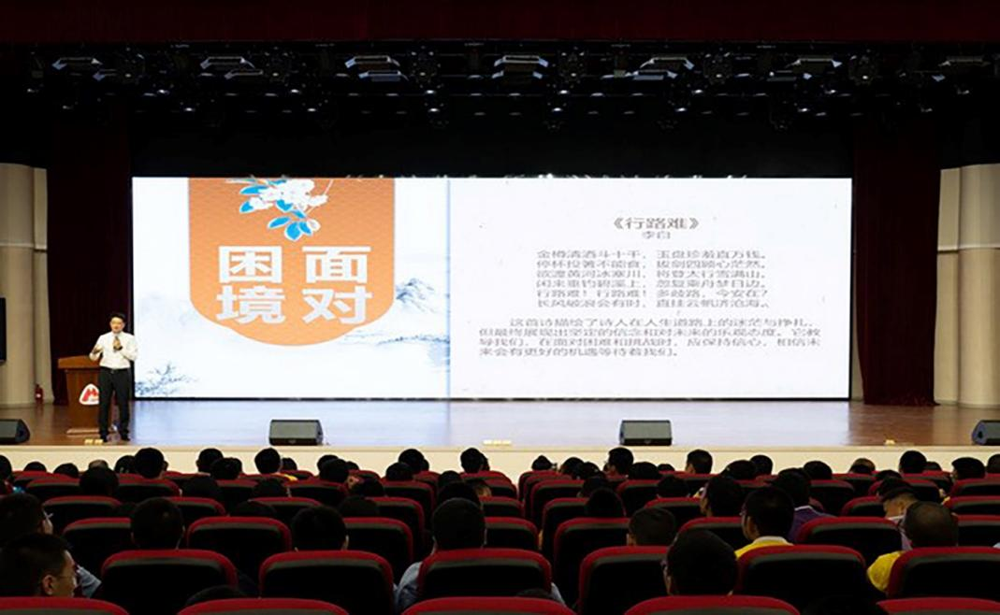 面对
困境
《行路难》
李白
金樽清酒斗十千，玉盘珍羞直万钱。
停杯投箸不能食，拔剑四顾心茫然。
欲渡黄河冰塞川，将登太行雪满山。
闲来垂钓碧溪上，忽复乘舟梦日边。
行路难！行路难！多歧路，今安在？
长风破浪会有时，直挂云帆济沧海。
这首诗描绘了诗人在人生道路上的迷茫与挣扎，
但最终展现出坚定的信念和对未来的乐观态度。它教
导我们，在面对困难和挑战时，应保持信心，相信未
来会有更好的机遇等待着我们。